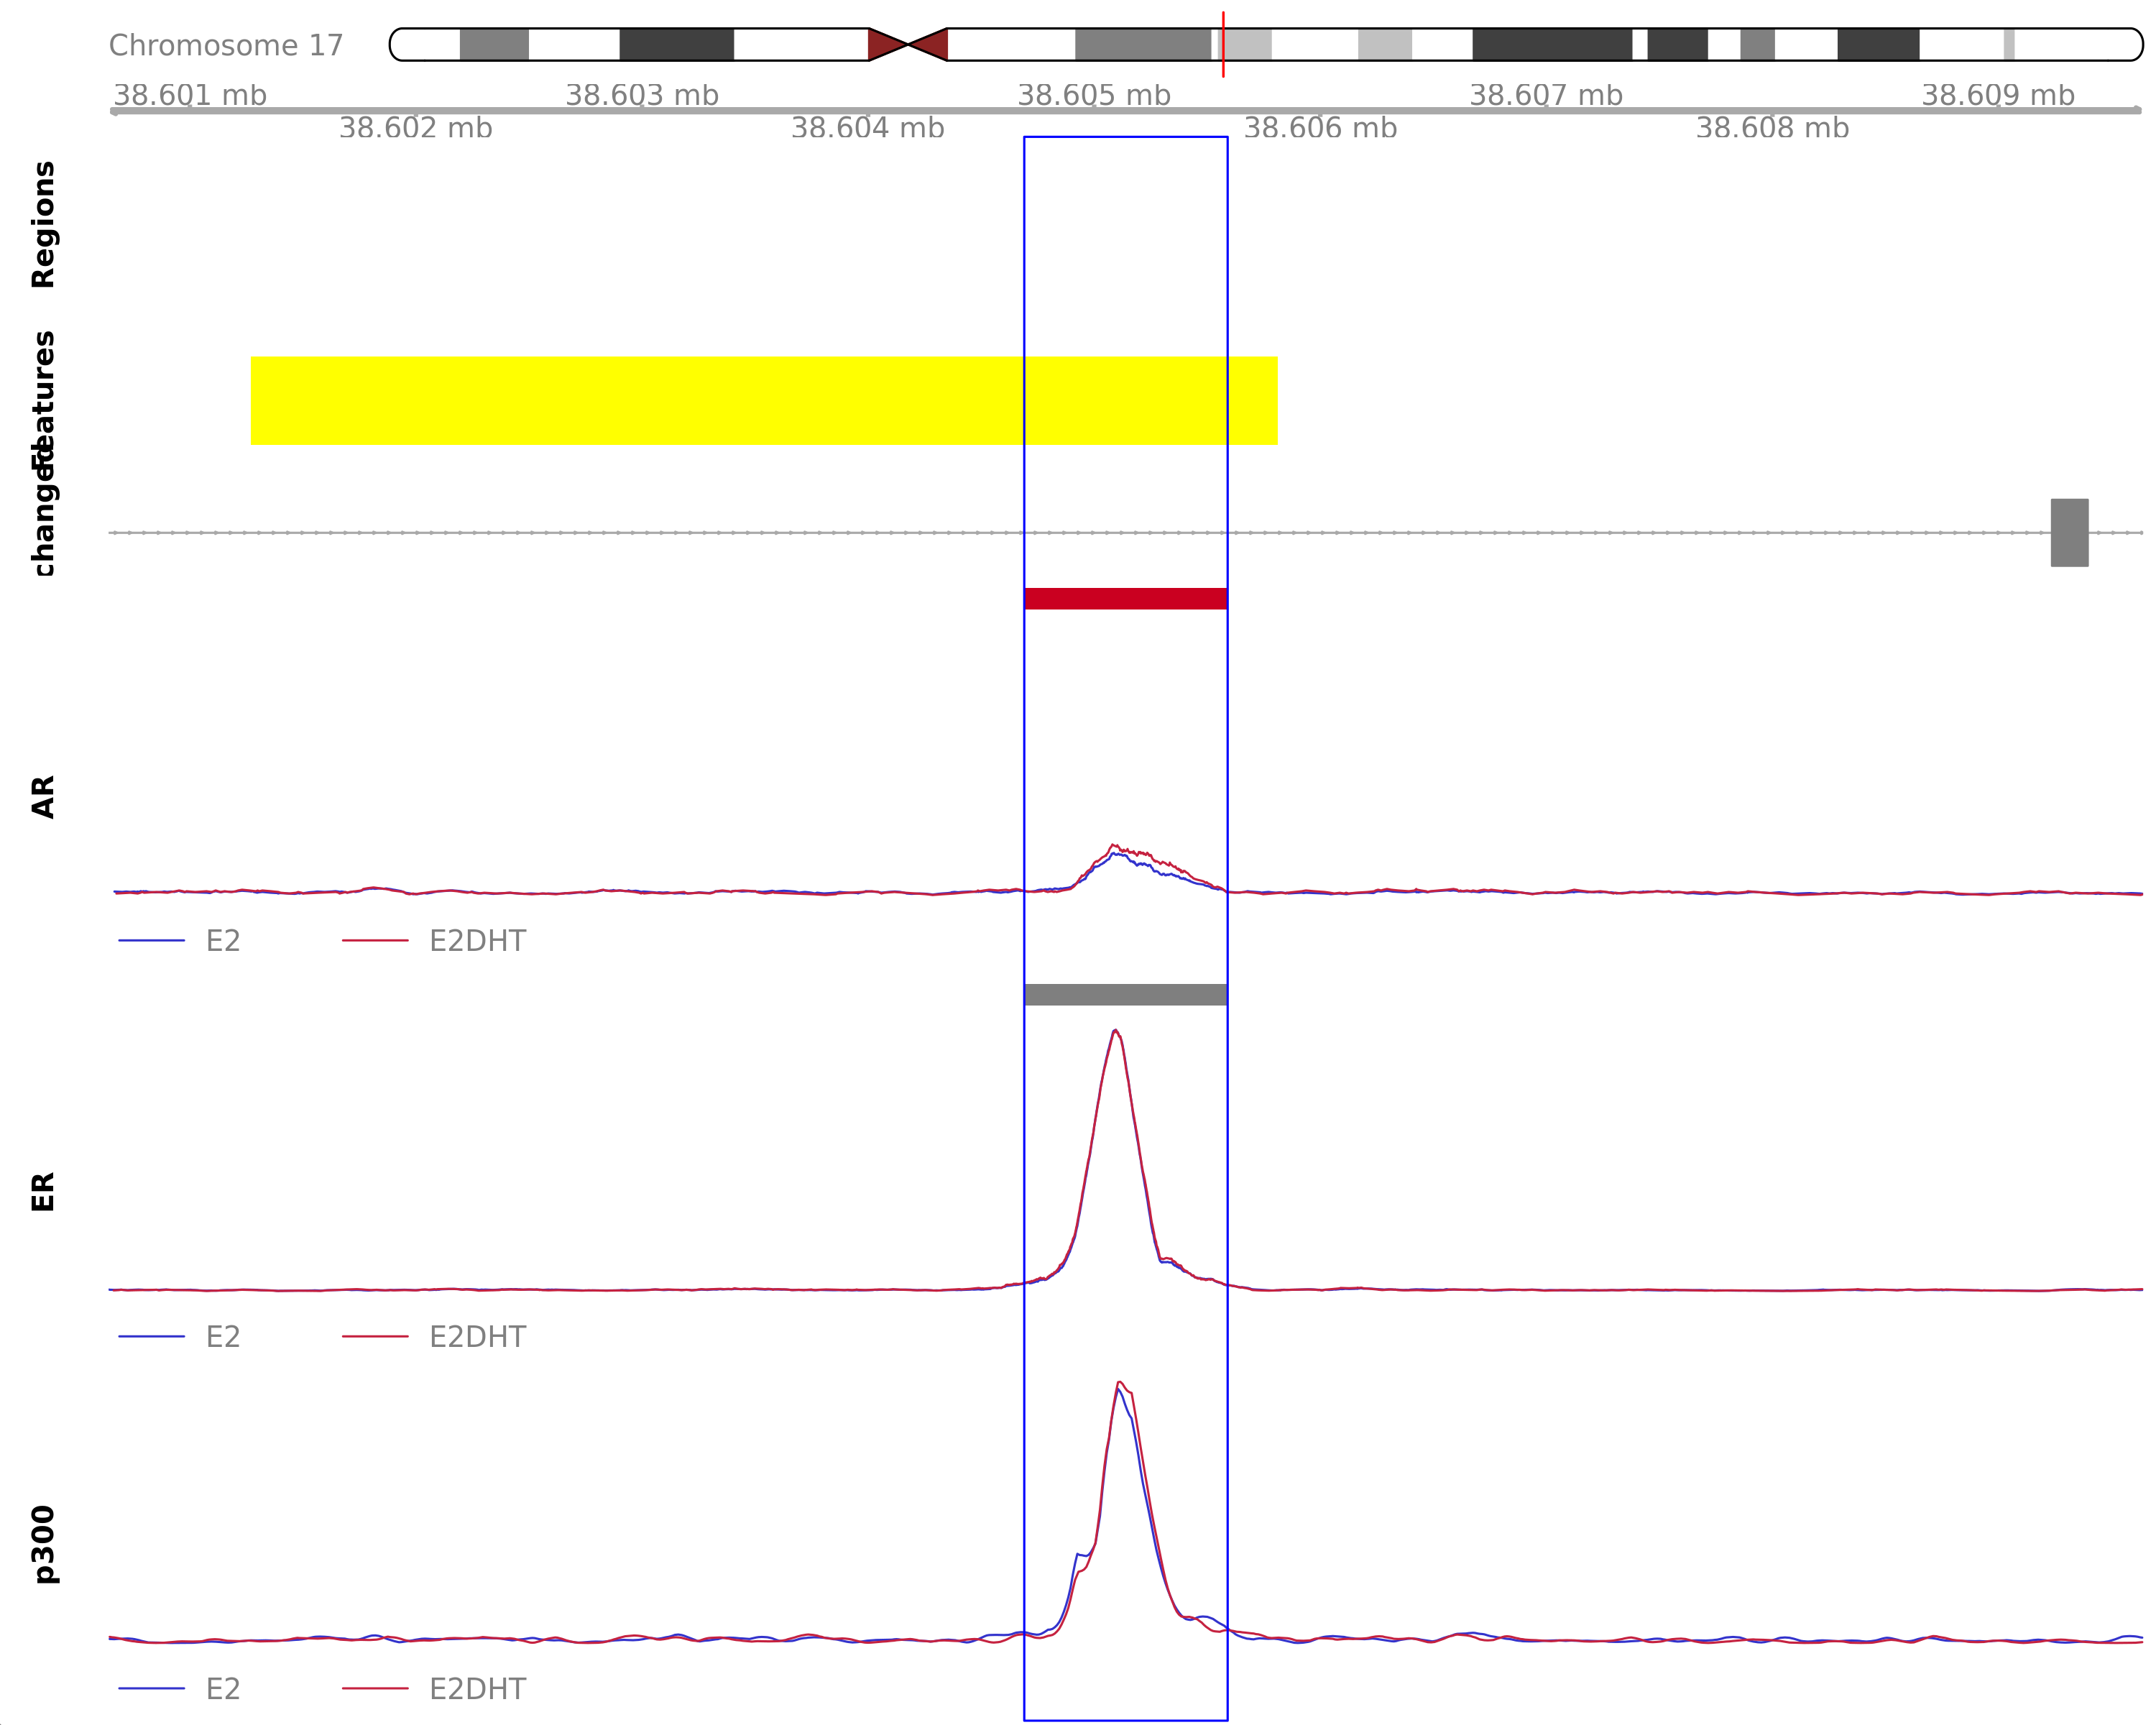 Chromosome 17
38.601 mb 38.603 mb 38.605 mb 38.607 mb 38.609 mb
38.602 mb 38.604 mb 38.606 mb 38.608 mb
Regions
Features
AR
E2 E2DHT
ER
E2 E2DHT
p300
E2 E2DHT